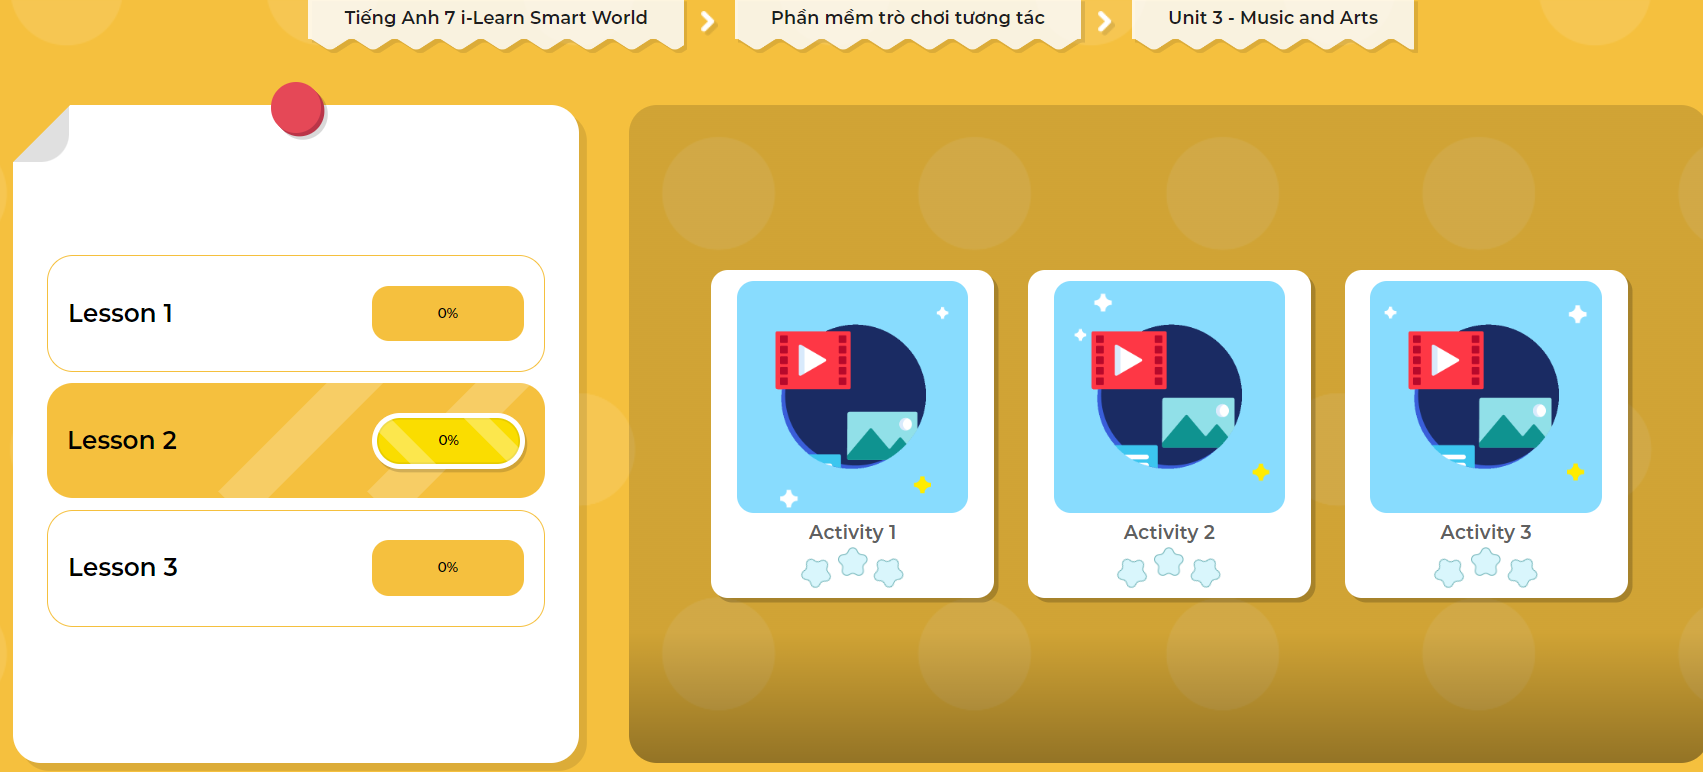 Tiếng Anh 7 i-Learn Smart World
Phần mềm trò chơi tương tác
Unit 3 - Music and Arts
Lesson 1
0%
Lesson 2
0%
Lesson 3
0%
Activity 1
Activity 2
Activity 3